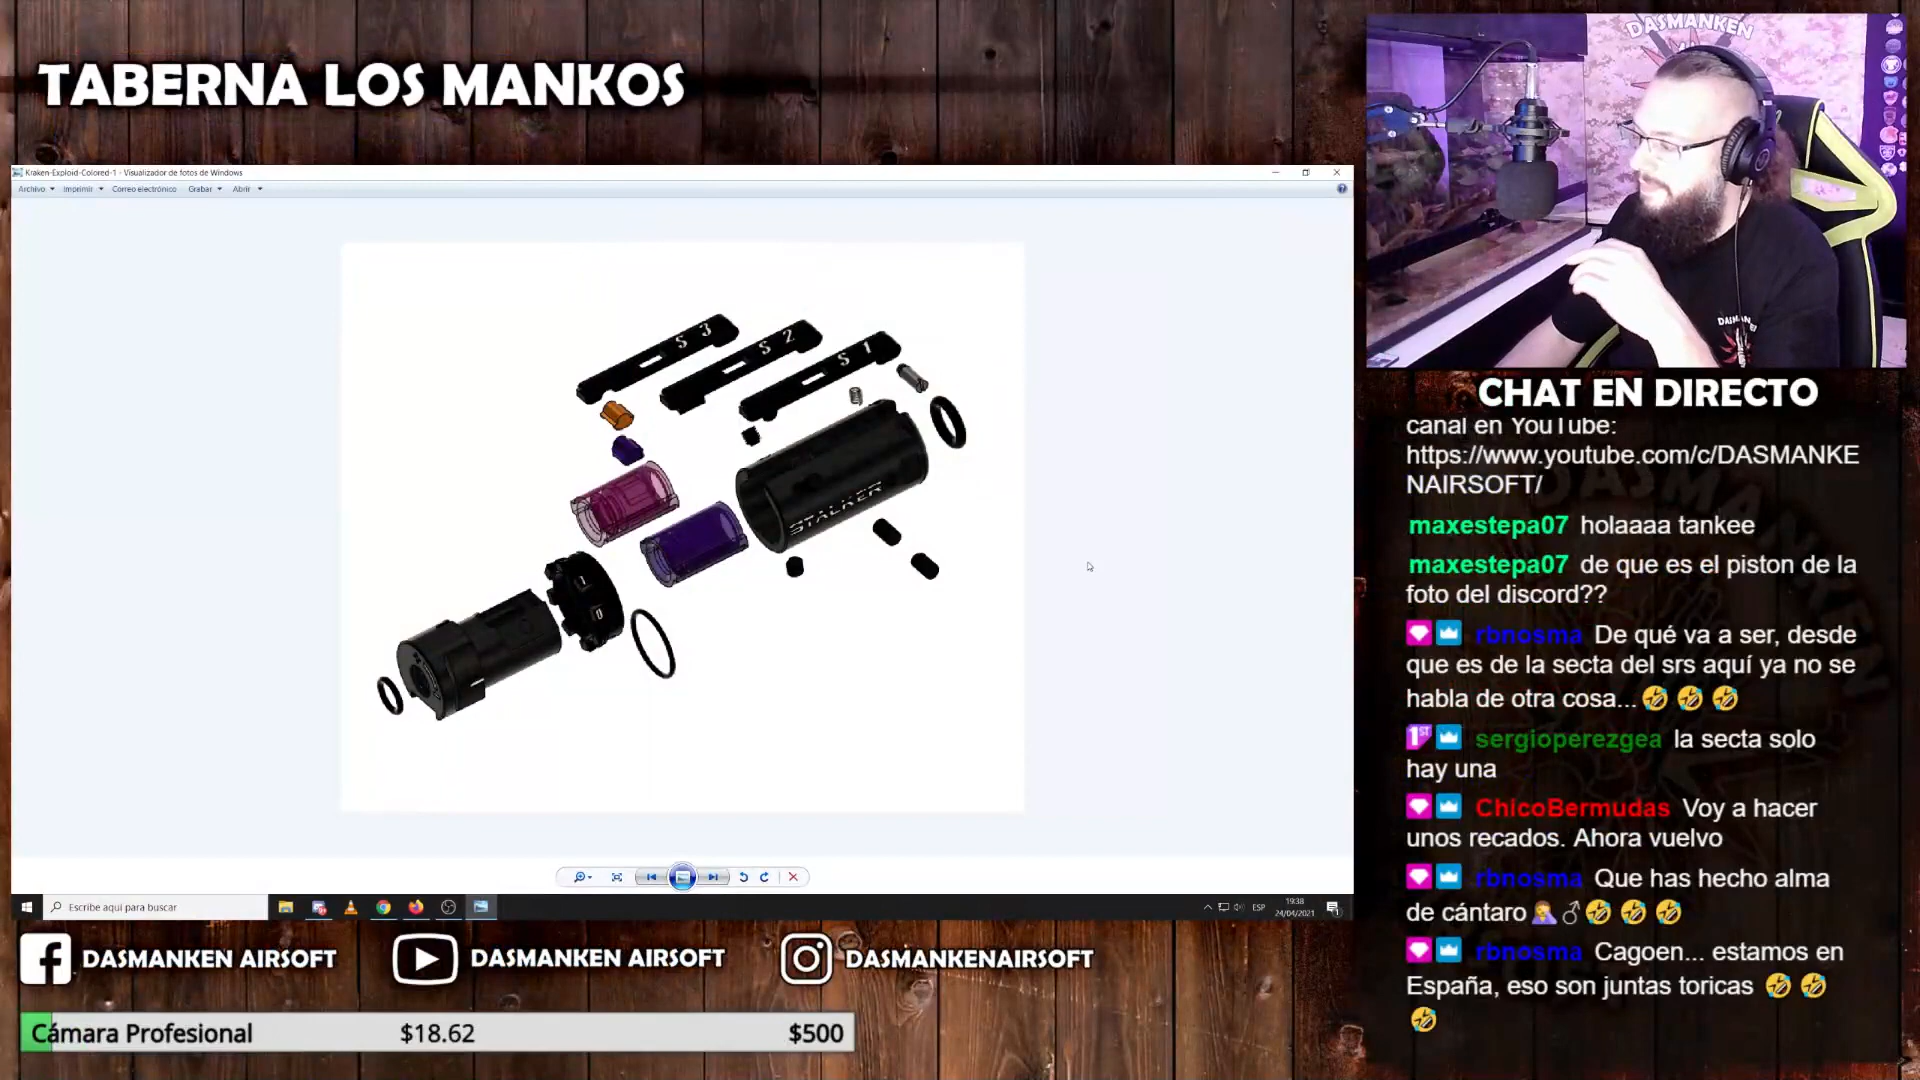 TABERNA LOS MANKOS
Kraken-Exploid-Colored-1 - Visualizador de fotos de Windows
Archivo Imprimir Correo electrónico Grabar Abrir
S 3
S 2
S 1
STALKER
Escribe aquí para buscar
ESP
19:38
24/04/2021
DASMANKEN AIRSOFT
DASMANKEN AIRSOFT
DASMANKENAIRSOFT
Cámara Profesional $18.62 $500
DASMANKEN
CHAT EN DIRECTO
canal en YouTube:
https://www.youtube.com/c/DASMANKE
NAIRSOFT/
maxestepa07 holaaaa tankee
maxestepa07 de que es el piston de la
foto del discord??
rbnosma De qué va a ser, desde
que es de la secta del srs aquí ya no se
habla de otra cosa... 🤣 🤣 🤣
1ST sergioperezgea la secta solo
hay una
ChicoBermudas Voy a hacer
unos recados. Ahora vuelvo
rbnosma Que has hecho alma
de cántaro 🤦♂ 🤣 🤣 🤣
rbnosma Cagoen... estamos en
España, eso son juntas toricas 🤣 🤣
🤣